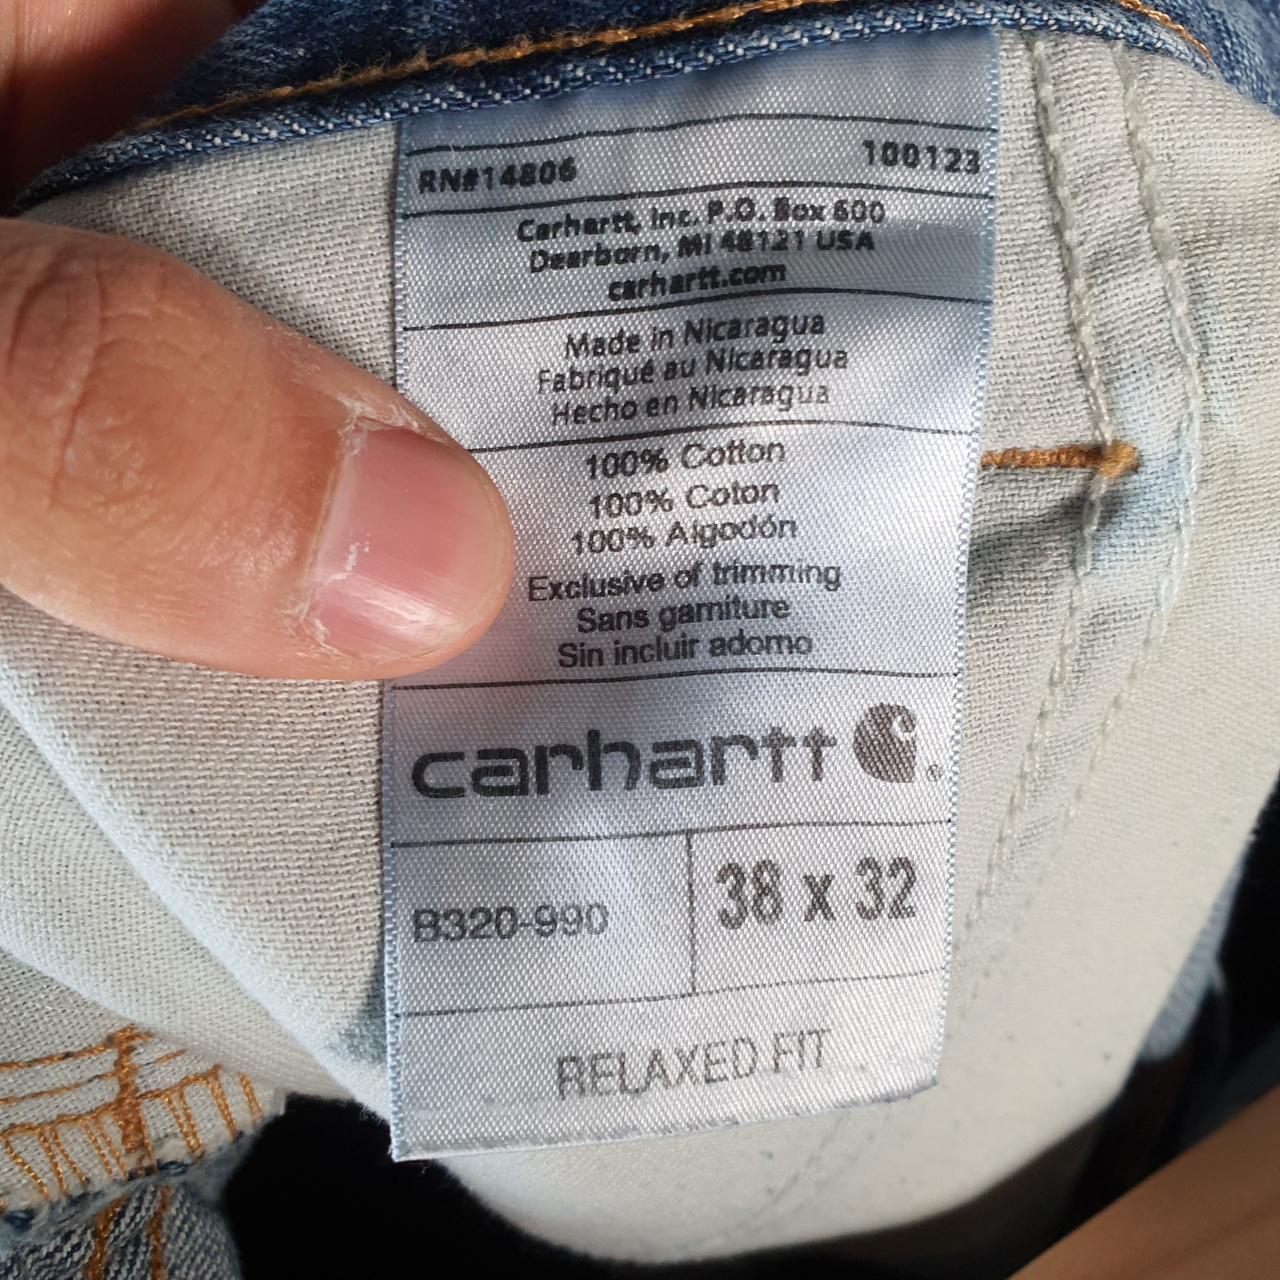 RN#14806 100123
Carhartt, Inc. P.O. Box 600
Dearborn, MI 48121 USA
carhartt.com
Made in Nicaragua
Fabriqué au Nicaragua
Hecho en Nicaragua
100% Cotton
100% Coton
100% Algodón
Exclusive of trimming
Sans garniture
Sin incluir adorno
carhartt
B320-990 38 x 32
RELAXED FIT